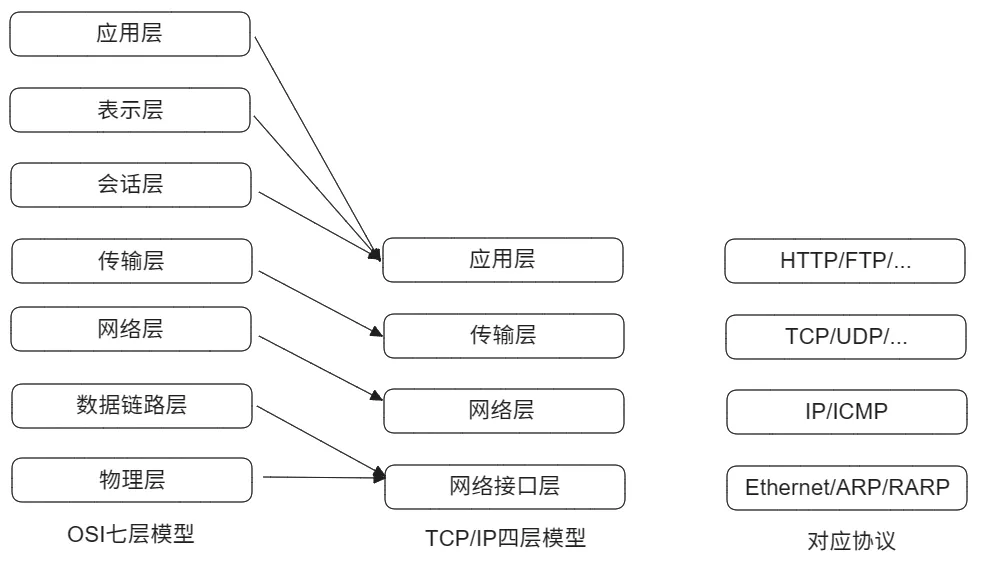 应用层
表示层
会话层
传输层
网络层
数据链路层
物理层
OSI七层模型
应用层
传输层
网络层
网络接口层
TCP/IP四层模型
HTTP/FTP/...
TCP/UDP/...
IP/ICMP
Ethernet/ARP/RARP
对应协议